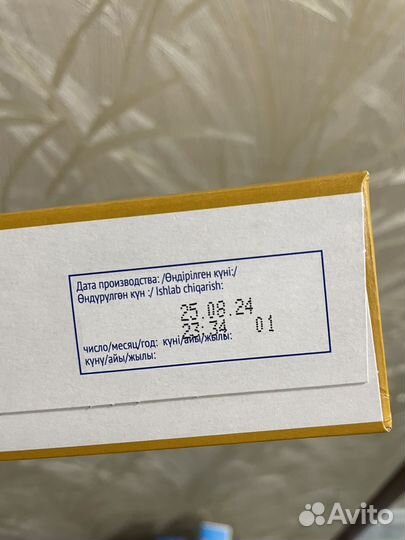 Дата производства: /Өндірілген күні:/
Өндүрүлгөн күн :/ Ishlab chiqarish:
25.08.24
23:34 01
число/месяц/год: күні/айы/жылы:
күнү/айы/жылы:
Avito